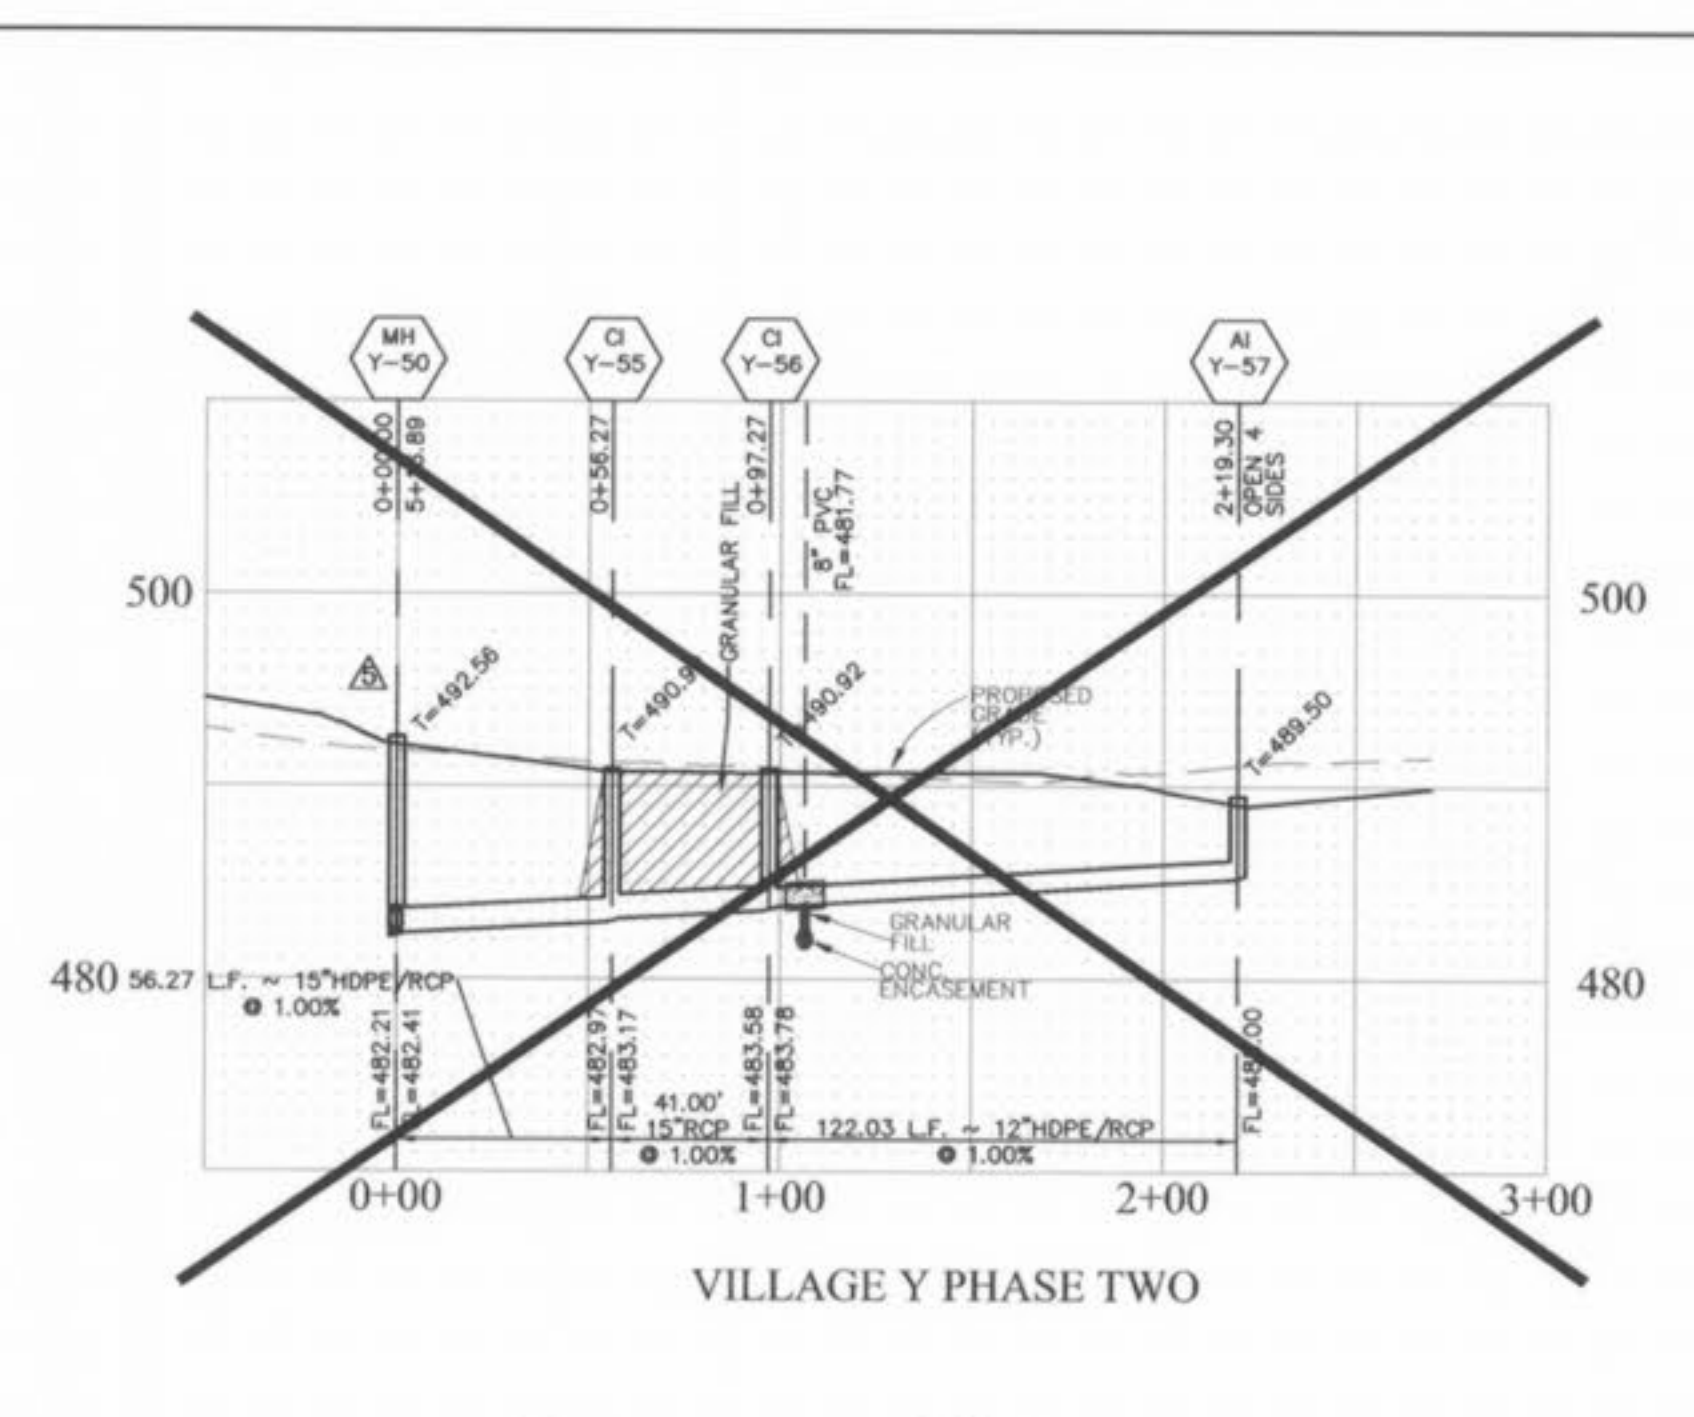 MH
Y-50
CI
Y-55
CI
Y-56
AI
Y-57
0+00.00
0+56.27
0+97.27
8" PVC
FL=481.77
2+19.30
OPEN 4
SIDES
GRANULAR FILL
500
500
5
T=492.56
490.92
T=489.50
PROPOSED
GRADE
(TYP.)
GRANULAR
FILL
CONC.
ENCASEMENT
480
480
56.27 L.F. ~ 15"HDPE/RCP
@ 1.00%
FL=482.21
FL=482.41
FL=482.97
FL=483.17
FL=483.58
FL=483.78
41.00'
15"RCP
@ 1.00%
122.03 L.F. ~ 12"HDPE/RCP
@ 1.00%
0+00
1+00
2+00
3+00
VILLAGE Y PHASE TWO